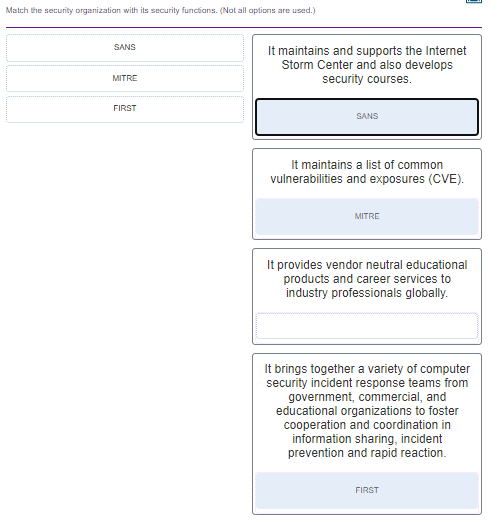 Match the security organization with its security functions. (Not all options are used.)
SANS
MITRE
FIRST
It maintains and supports the Internet
Storm Center and also develops
security courses.
SANS
It maintains a list of common
vulnerabilities and exposures (CVE).
MITRE
It provides vendor neutral educational
products and career services to
industry professionals globally.
It brings together a variety of computer
security incident response teams from
government, commercial, and
educational organizations to foster
cooperation and coordination in
information sharing, incident
prevention and rapid reaction.
FIRST